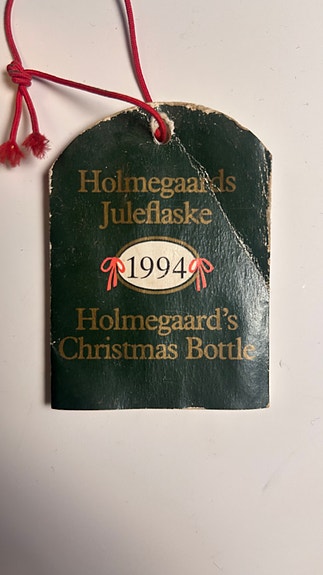 Holmegaards
Juleflaske
1994
Holmegaard's
Christmas Bottle